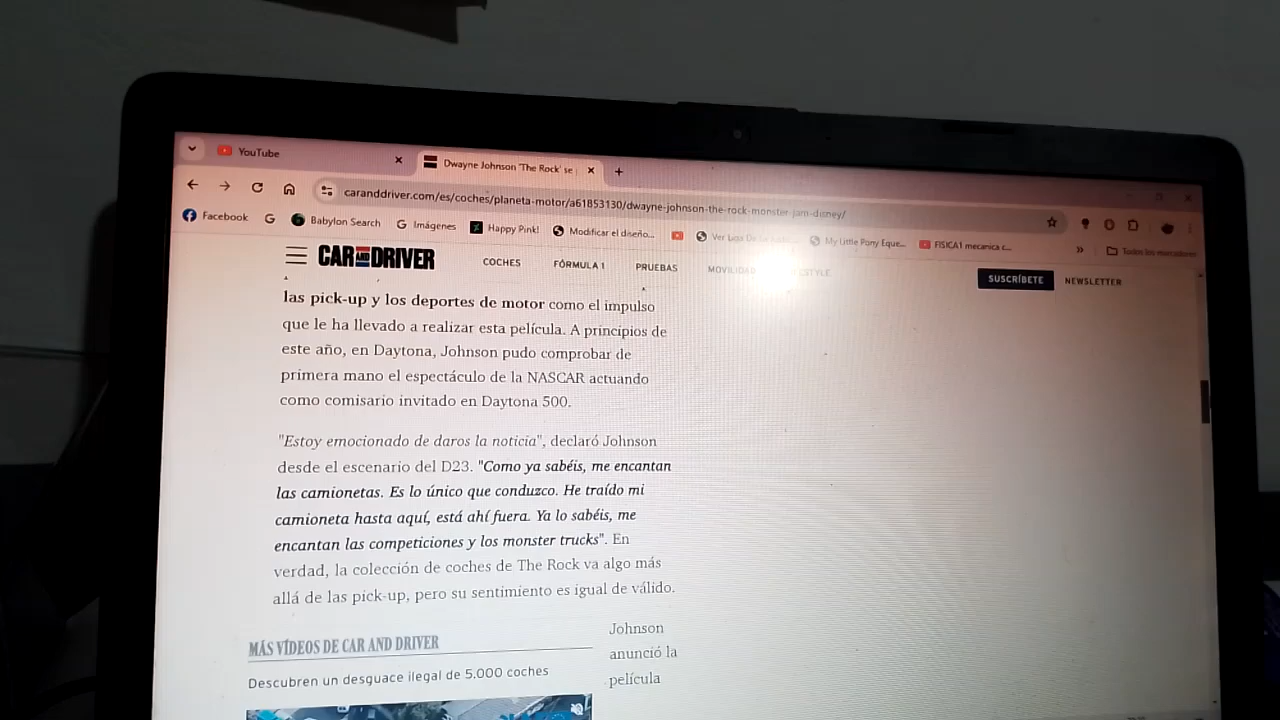 YouTube
Dwayne Johnson 'The Rock' se
caranddriver.com/es/coches/planeta-motor/a61853130/dwayne-johnson-the-rock-monster-jam-disney/
Facebook Babylon Search Imágenes Happy Pink! Modificar el diseño... My Little Pony Eque... FISICA1 mecanica c... » Todos los marcadores
CAR AND DRIVER COCHES FÓRMULA 1 PRUEBAS MOVILIDAD SUSCRÍBETE NEWSLETTER
las pick-up y los deportes de motor como el impulso
que le ha llevado a realizar esta película. A principios de
este año, en Daytona, Johnson pudo comprobar de
primera mano el espectáculo de la NASCAR actuando
como comisario invitado en Daytona 500.
"Estoy emocionado de daros la noticia", declaró Johnson
desde el escenario del D23. "Como ya sabéis, me encantan
las camionetas. Es lo único que conduzco. He traído mi
camioneta hasta aquí, está ahí fuera. Ya lo sabéis, me
encantan las competiciones y los monster trucks". En
verdad, la colección de coches de The Rock va algo más
allá de las pick-up, pero su sentimiento es igual de válido.
MÁS VÍDEOS DE CAR AND DRIVER
Descubren un desguace ilegal de 5.000 coches
Johnson
anunció la
película